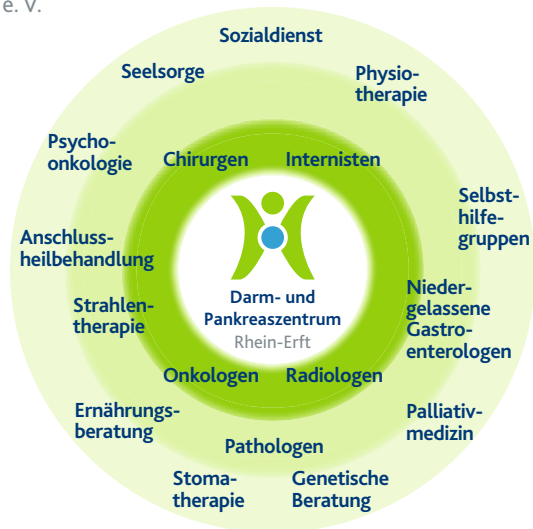 e. V.
Sozialdienst
Seelsorge
Physio-
therapie
Psycho-
onkologie
Chirurgen
Internisten
Selbst-
hilfe-
gruppen
Anschluss-
heilbehandlung
Darm- und
Pankreaszentrum
Rhein-Erft
Nieder-
gelassene
Gastro-
enterologen
Strahlen-
therapie
Onkologen
Radiologen
Ernährungs-
beratung
Palliativ-
medizin
Pathologen
Stoma-
therapie
Genetische
Beratung